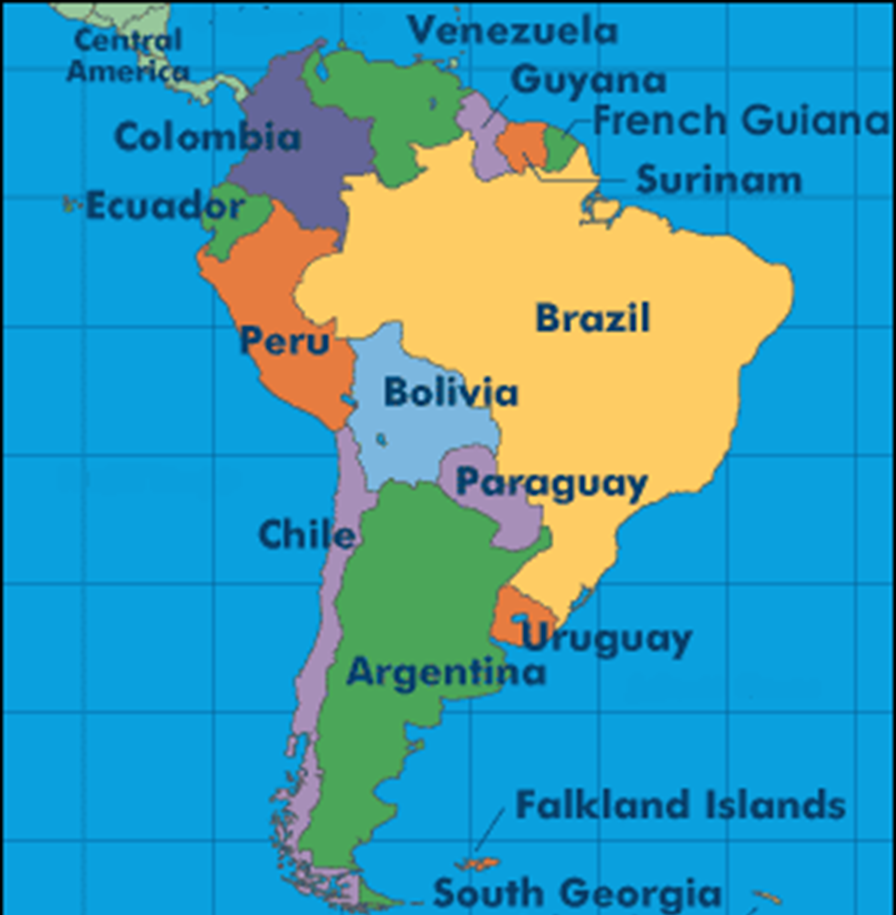 Venezuela
Central
America
Guyana
French Guiana
Colombia
Surinam
Ecuador
Brazil
Peru
Bolivia
Paraguay
Chile
Uruguay
Argentina
Falkland Islands
South Georgia